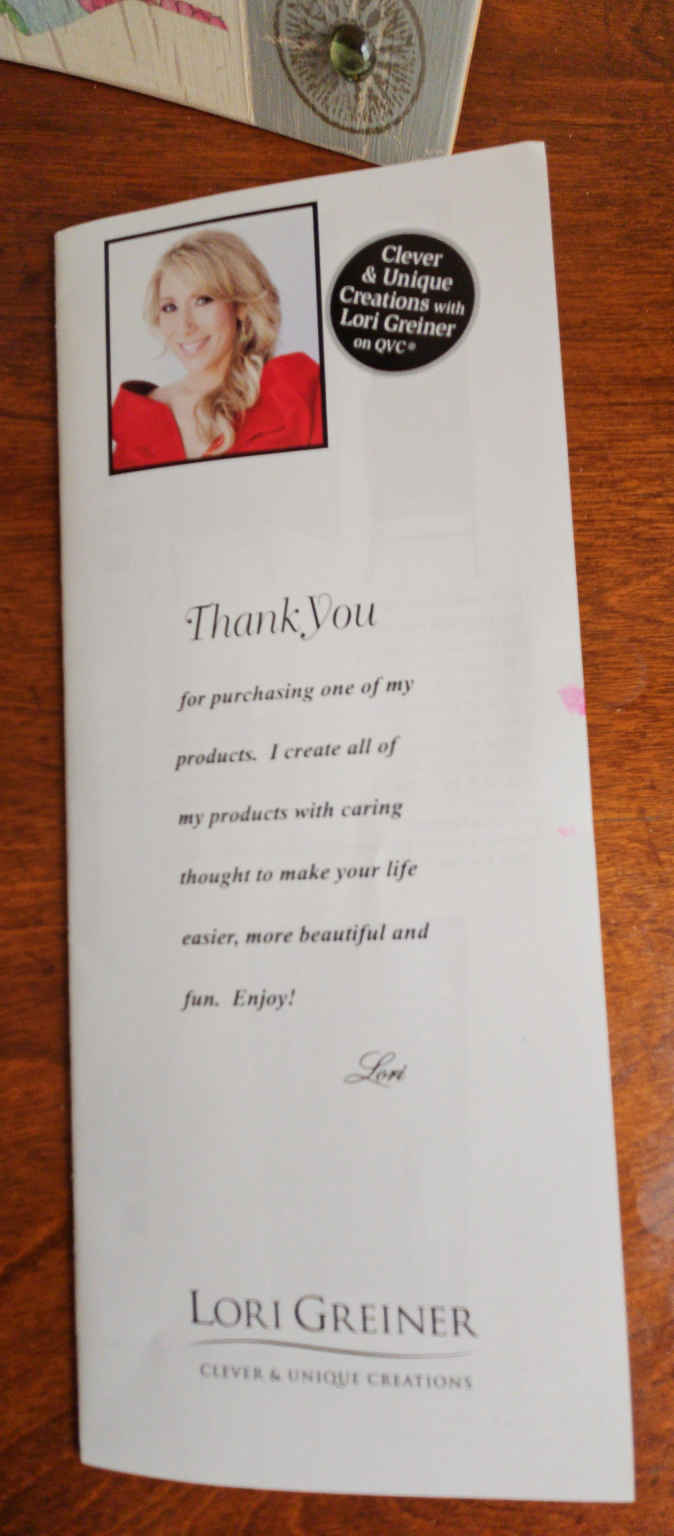 Clever
& Unique
Creations with
Lori Greiner
on QVC®
Thank You
for purchasing one of my
products. I create all of
my products with caring
thought to make your life
easier, more beautiful and
fun. Enjoy!
Lori
LORI GREINER
CLEVER & UNIQUE CREATIONS